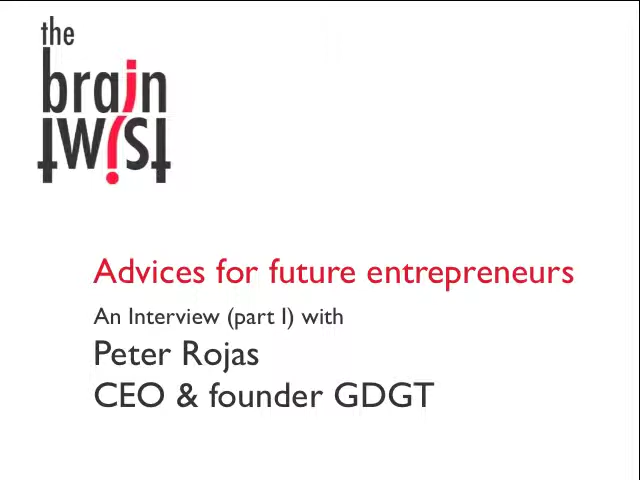 the
brain
twist
Advices for future entrepreneurs
An Interview (part I) with
Peter Rojas
CEO & founder GDGT